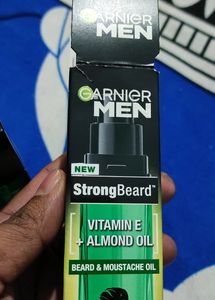 GARNIER
MEN
GARNIER
MEN
NEW
StrongBeard™
VITAMIN E
+ ALMOND OIL
BEARD & MOUSTACHE OIL